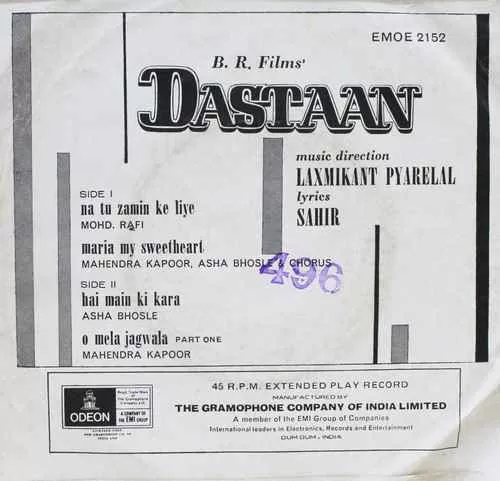 EMOE 2152
B. R. Films'
DASTAAN
music direction
LAXMIKANT PYARELAL
lyrics
SAHIR
SIDE I
na tu zamin ke liye
MOHD. RAFI
maria my sweetheart
MAHENDRA KAPOOR, ASHA BHOSLE & CHORUS
496
SIDE II
hai main ki kara
ASHA BHOSLE
o mela jagwala PART ONE
MAHENDRA KAPOOR
ODEON
A COMPANY OF
THE EMI GROUP
45 R.P.M. EXTENDED PLAY RECORD
MANUFACTURED BY
THE GRAMOPHONE COMPANY OF INDIA LIMITED
A member of the EMI Group of Companies
International leaders in Electronics, Records and Entertainment
DUM DUM, INDIA